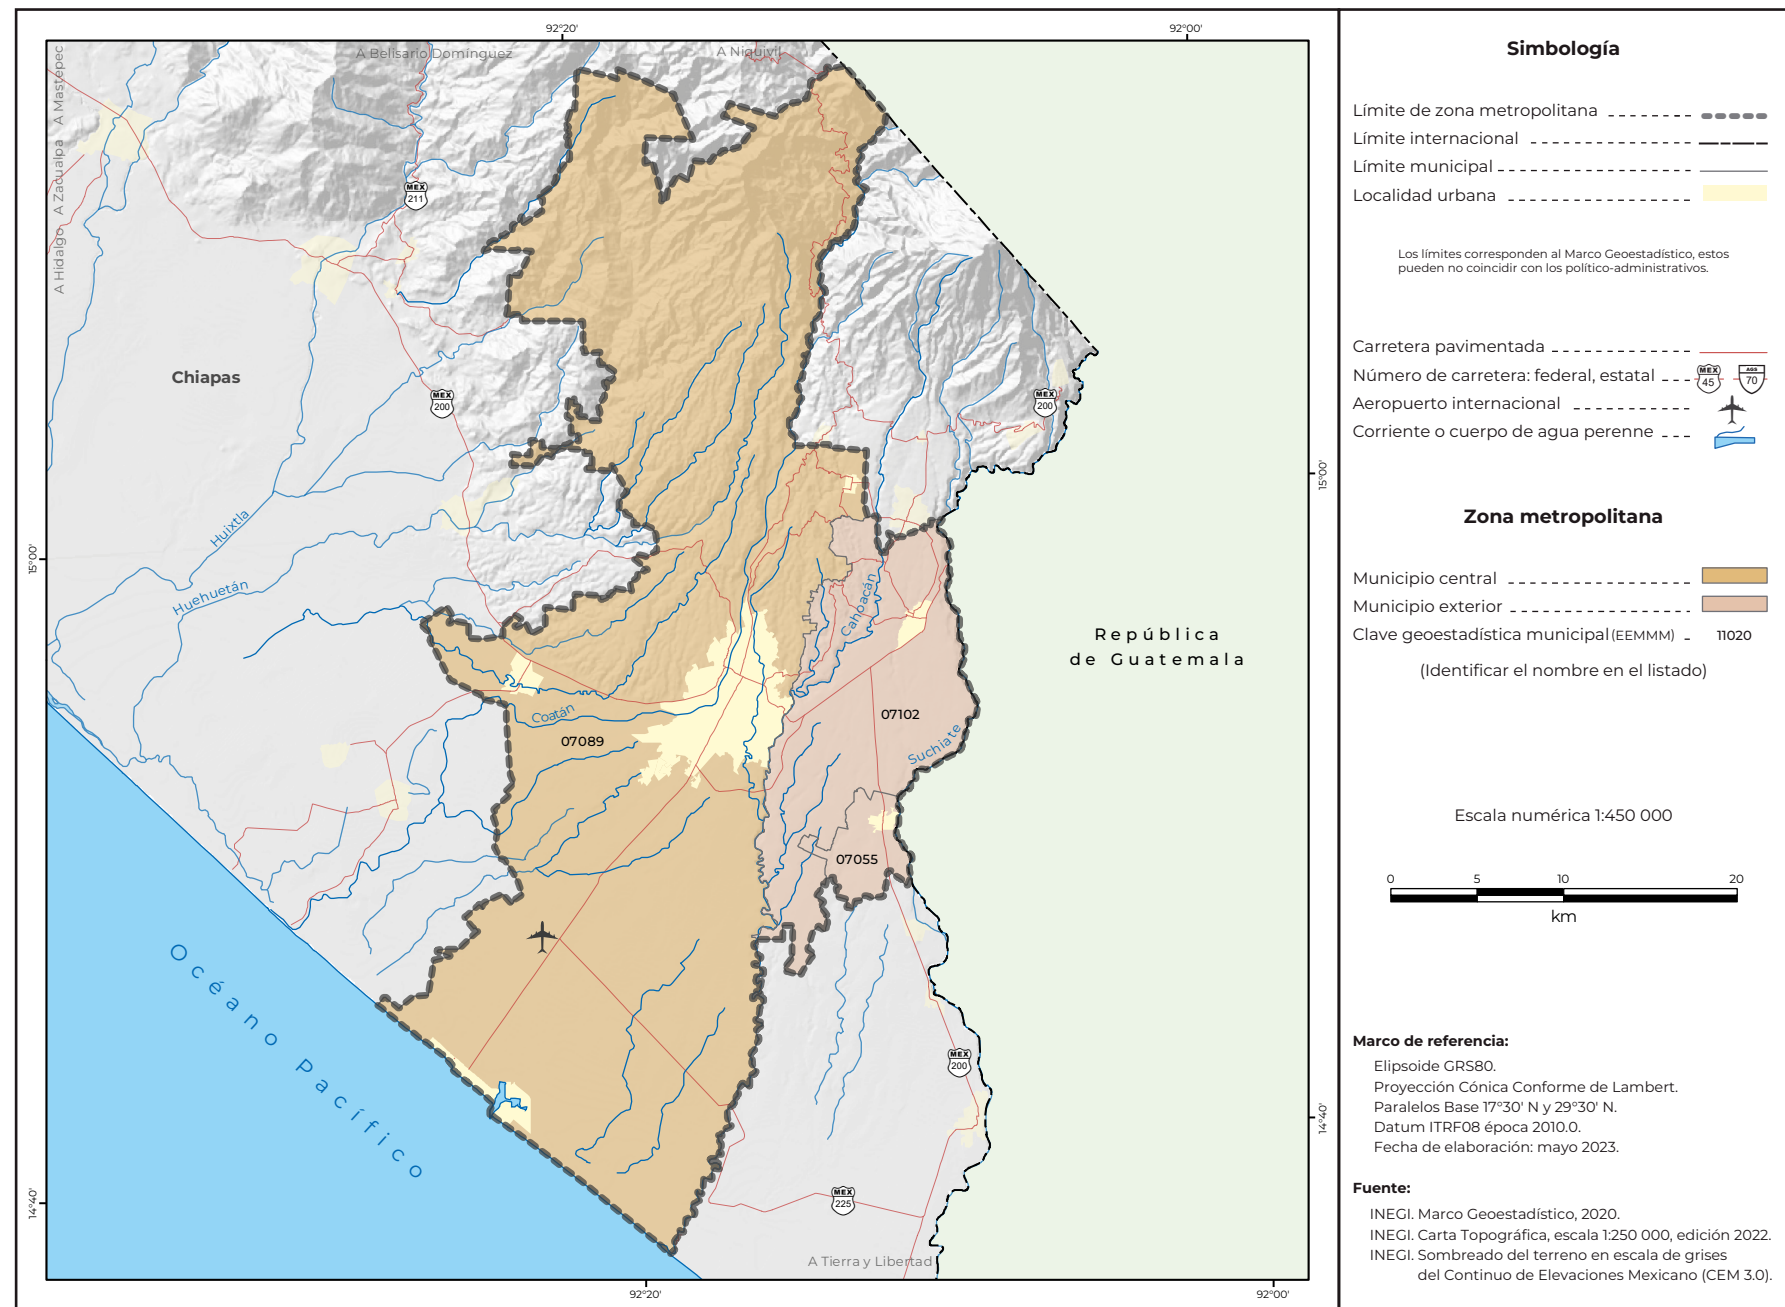 92°20'
92°00'
A Belisario Domínguez
A Niquivil
A Mastepec
A Zacualpa
A Hidalgo
MEX
211
Chiapas
MEX
200
MEX
200
15°00'
15°00'
Huixtla
Huehuetán
Cahoacán
República
de Guatemala
Coatán
07089
07102
Suchiate
07055
Océano Pacífico
MEX
200
14°40'
14°40'
MEX
225
A Tierra y Libertad
92°20'
92°00'
Simbología
Límite de zona metropolitana
Límite internacional
Límite municipal
Localidad urbana
Los límites corresponden al Marco Geoestadístico, estos
pueden no coincidir con los político-administrativos.
Carretera pavimentada
Número de carretera: federal, estatal
MEX
45
AGS
70
Aeropuerto internacional
Corriente o cuerpo de agua perenne
Zona metropolitana
Municipio central
Municipio exterior
Clave geoestadística municipal(EEMMM) 11020
(Identificar el nombre en el listado)
Escala numérica 1:450 000
0 5 10 20
km
Marco de referencia:
Elipsoide GRS80.
Proyección Cónica Conforme de Lambert.
Paralelos Base 17°30' N y 29°30' N.
Datum ITRF08 época 2010.0.
Fecha de elaboración: mayo 2023.
Fuente:
INEGI. Marco Geoestadístico, 2020.
INEGI. Carta Topográfica, escala 1:250 000, edición 2022.
INEGI. Sombreado del terreno en escala de grises
del Continuo de Elevaciones Mexicano (CEM 3.0).